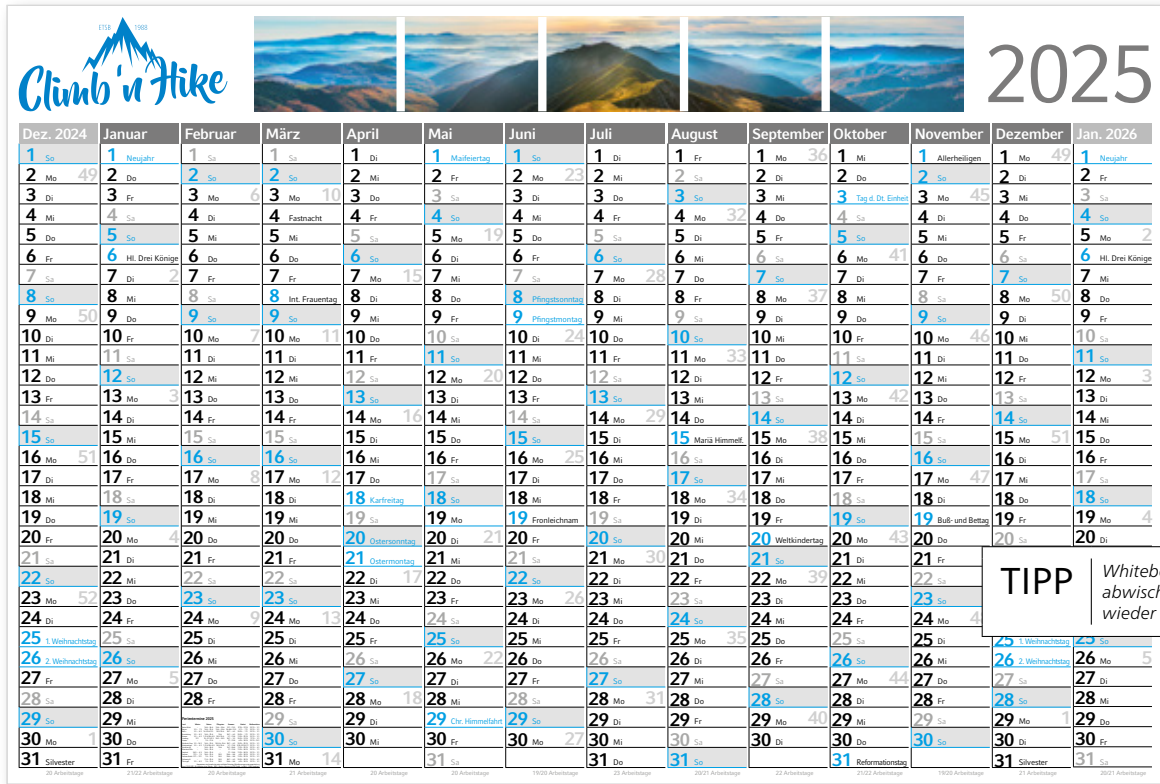 ETSB 1988
Climb 'n Hike
2025
Dez. 2024 Januar Februar März April Mai Juni Juli August September Oktober November Dezember Jan. 2026
1 So 1 Neujahr 1 Sa 1 Sa 1 Di 1 Maifeiertag 1 So 1 Di 1 Fr 1 Mo 36 1 Mi 1 Allerheiligen 1 Mo 49 1 Neujahr
2 Mo 49 2 Do 2 So 2 So 2 Mi 2 Fr 2 Mo 23 2 Mi 2 Sa 2 Di 2 Do 2 So 2 Di 2 Fr
3 Di 3 Fr 3 Mo 6 3 Mo 10 3 Do 3 Sa 3 Di 3 Do 3 So 3 Mi 3 Tag d. Dt. Einheit 3 Mo 45 3 Mi 3 Sa
4 Mi 4 Sa 4 Di 4 Fastnacht 4 Fr 4 So 4 Mi 4 Fr 4 Mo 32 4 Do 4 Sa 4 Di 4 Do 4 So
5 Do 5 So 5 Mi 5 Mi 5 Sa 5 Mo 19 5 Do 5 Sa 5 Di 5 Fr 5 So 5 Mi 5 Fr 5 Mo 2
6 Fr 6 Hl. Drei Könige 6 Do 6 Do 6 So 6 Di 6 Fr 6 So 6 Mi 6 Sa 6 Mo 41 6 Do 6 Sa 6 Hl. Drei Könige
7 Sa 7 Di 2 7 Fr 7 Fr 7 Mo 15 7 Mi 7 Sa 7 Mo 28 7 Do 7 So 7 Di 7 Fr 7 So 7 Mi
8 So 8 Mi 8 Sa 8 Int. Frauentag 8 Di 8 Do 8 Pfingstsonntag 8 Di 8 Fr 8 Mo 37 8 Mi 8 Sa 8 Mo 50 8 Do
9 Mo 50 9 Do 9 So 9 So 9 Mi 9 Fr 9 Pfingstmontag 9 Mi 9 Sa 9 Di 9 Do 9 So 9 Di 9 Fr
10 Di 10 Fr 10 Mo 7 10 Mo 11 10 Do 10 Sa 10 Di 24 10 Do 10 So 10 Mi 10 Fr 10 Mo 46 10 Mi 10 Sa
11 Mi 11 Sa 11 Di 11 Di 11 Fr 11 So 11 Mi 11 Fr 11 Mo 33 11 Do 11 Sa 11 Di 11 Do 11 So
12 Do 12 So 12 Mi 12 Mi 12 Sa 12 Mo 20 12 Do 12 Sa 12 Di 12 Fr 12 So 12 Mi 12 Fr 12 Mo 3
13 Fr 13 Mo 3 13 Do 13 Do 13 So 13 Di 13 Fr 13 So 13 Mi 13 Sa 13 Mo 42 13 Do 13 Sa 13 Di
14 Sa 14 Di 14 Fr 14 Fr 14 Mo 16 14 Mi 14 Sa 14 Mo 29 14 Do 14 So 14 Di 14 Fr 14 So 14 Mi
15 So 15 Mi 15 Sa 15 Sa 15 Di 15 Do 15 So 15 Di 15 Mariä Himmelf. 15 Mo 38 15 Mi 15 Sa 15 Mo 51 15 Do
16 Mo 51 16 Do 16 So 16 So 16 Mi 16 Fr 16 Mo 25 16 Mi 16 Sa 16 Di 16 Do 16 So 16 Di 16 Fr
17 Di 17 Fr 17 Mo 8 17 Mo 12 17 Do 17 Sa 17 Di 17 Do 17 So 17 Mi 17 Fr 17 Mo 47 17 Mi 17 Sa
18 Mi 18 Sa 18 Di 18 Di 18 Karfreitag 18 So 18 Mi 18 Fr 18 Mo 34 18 Do 18 Sa 18 Di 18 Do 18 So
19 Do 19 So 19 Mi 19 Mi 19 Sa 19 Mo 19 Fronleichnam 19 Sa 19 Di 19 Fr 19 So 19 Buß- und Bettag 19 Fr 19 Mo 4
20 Fr 20 Mo 4 20 Do 20 Do 20 Ostersonntag 20 Di 21 20 Fr 20 So 20 Mi 20 Weltkindertag 20 Mo 43 20 Do 20 Sa 20 Di
21 Sa 21 Di 21 Fr 21 Fr 21 Ostermontag 21 Mi 21 Sa 21 Mo 30 21 Do 21 So 21 Di 21 Fr
22 So 22 Mi 22 Sa 22 Sa 22 Di 17 22 Do 22 So 22 Di 22 Fr 22 Mo 39 22 Mi 22 Sa
23 Mo 52 23 Do 23 So 23 So 23 Mi 23 Fr 23 Mo 26 23 Mi 23 Sa 23 Di 23 Do 23 So
24 Di 24 Fr 24 Mo 9 24 Mo 13 24 Do 24 Sa 24 Di 24 Do 24 So 24 Mi 24 Fr 24 Mo
TIPP
25 1. Weihnachtstag 25 Sa 25 Di 25 Di 25 Fr 25 So 25 Mi 25 Fr 25 Mo 35 25 Do 25 Sa 25 Di 25 1. Weihnachtstag 25 So
26 2. Weihnachtstag 26 So 26 Mi 26 Mi 26 Sa 26 Mo 22 26 Do 26 Sa 26 Di 26 Fr 26 So 26 Mi 26 2. Weihnachtstag 26 Mo 5
27 Fr 27 Mo 5 27 Do 27 Do 27 So 27 Di 27 Fr 27 So 27 Mi 27 Sa 27 Mo 44 27 Do 27 Sa 27 Di
28 Sa 28 Di 28 Fr 28 Fr 28 Mo 18 28 Mi 28 Sa 28 Mo 31 28 Do 28 So 28 Di 28 Fr 28 So 28 Mi
29 So 29 Mi Ferientermine 2025 29 Sa 29 Di 29 Chr. Himmelfahrt 29 So 29 Di 29 Fr 29 Mo 40 29 Mi 29 Sa 29 Mo 1 29 Do
30 Mo 1 30 Do 30 So 30 Mi 30 Fr 30 Mo 27 30 Mi 30 Sa 30 Di 30 Do 30 So 30 Di 30 Fr
31 Silvester 31 Fr 31 Mo 14 31 Sa 31 Do 31 So 31 Reformationstag 31 Silvester 31 Sa
20 Arbeitstage 21/22 Arbeitstage 20 Arbeitstage 21 Arbeitstage 20 Arbeitstage 20 Arbeitstage 19/20 Arbeitstage 23 Arbeitstage 20/21 Arbeitstage 22 Arbeitstage 21/22 Arbeitstage 19/20 Arbeitstage 21 Arbeitstage 20/21 Arbeitstage